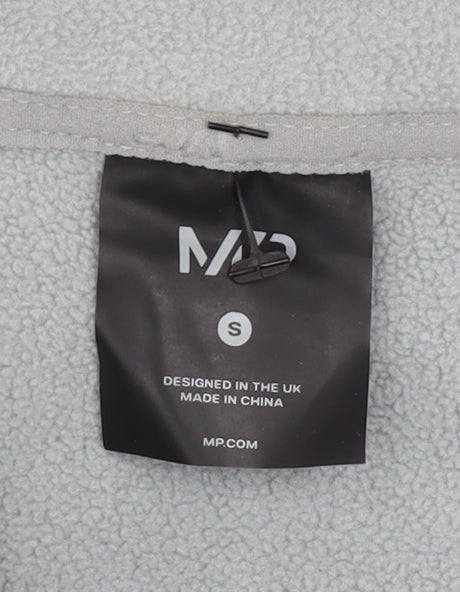 MP
S
DESIGNED IN THE UK
MADE IN CHINA
MP.COM